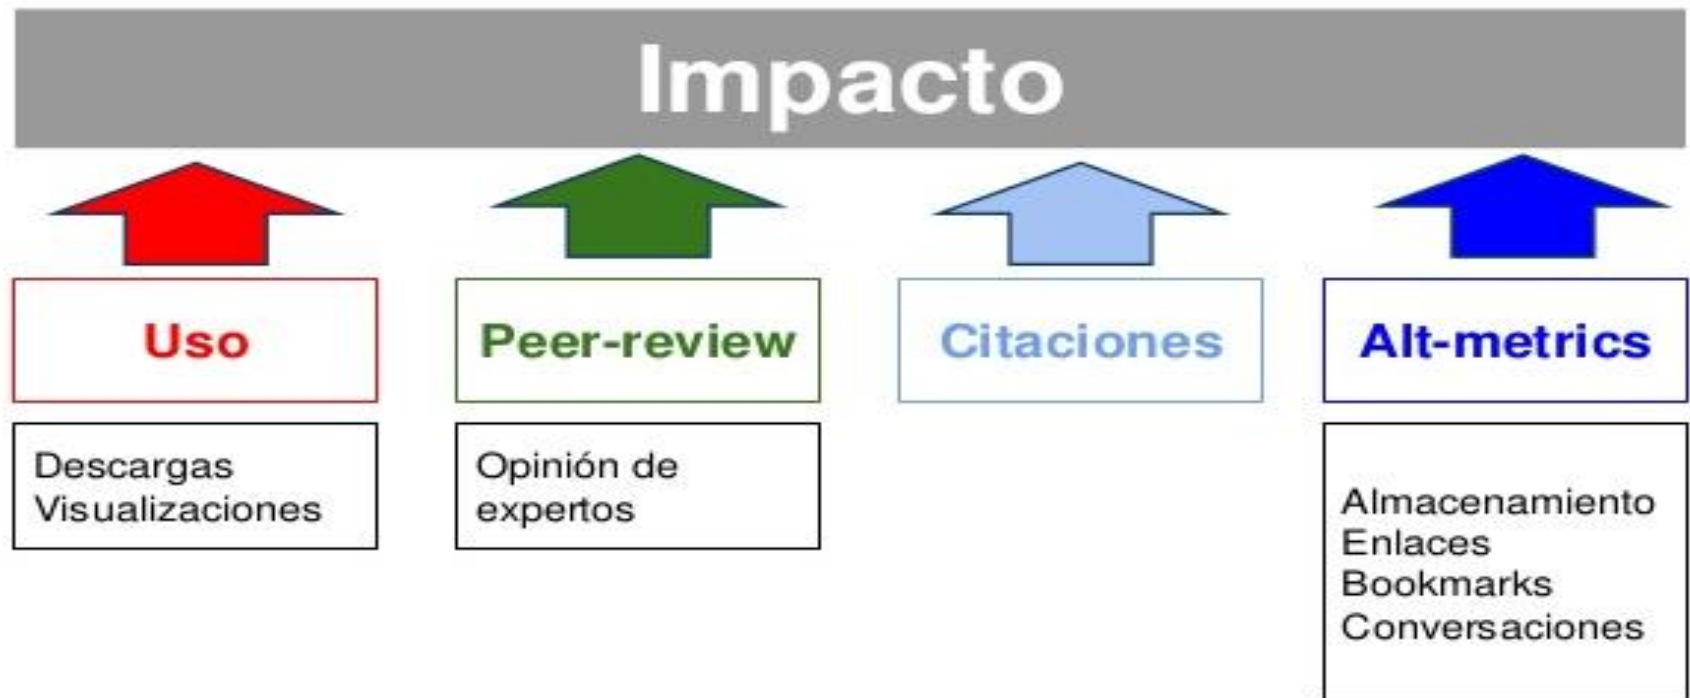 Impacto
Uso
Peer-review
Citaciones
Alt-metrics
Descargas
Visualizaciones
Opinión de
expertos
Almacenamiento
Enlaces
Bookmarks
Conversaciones